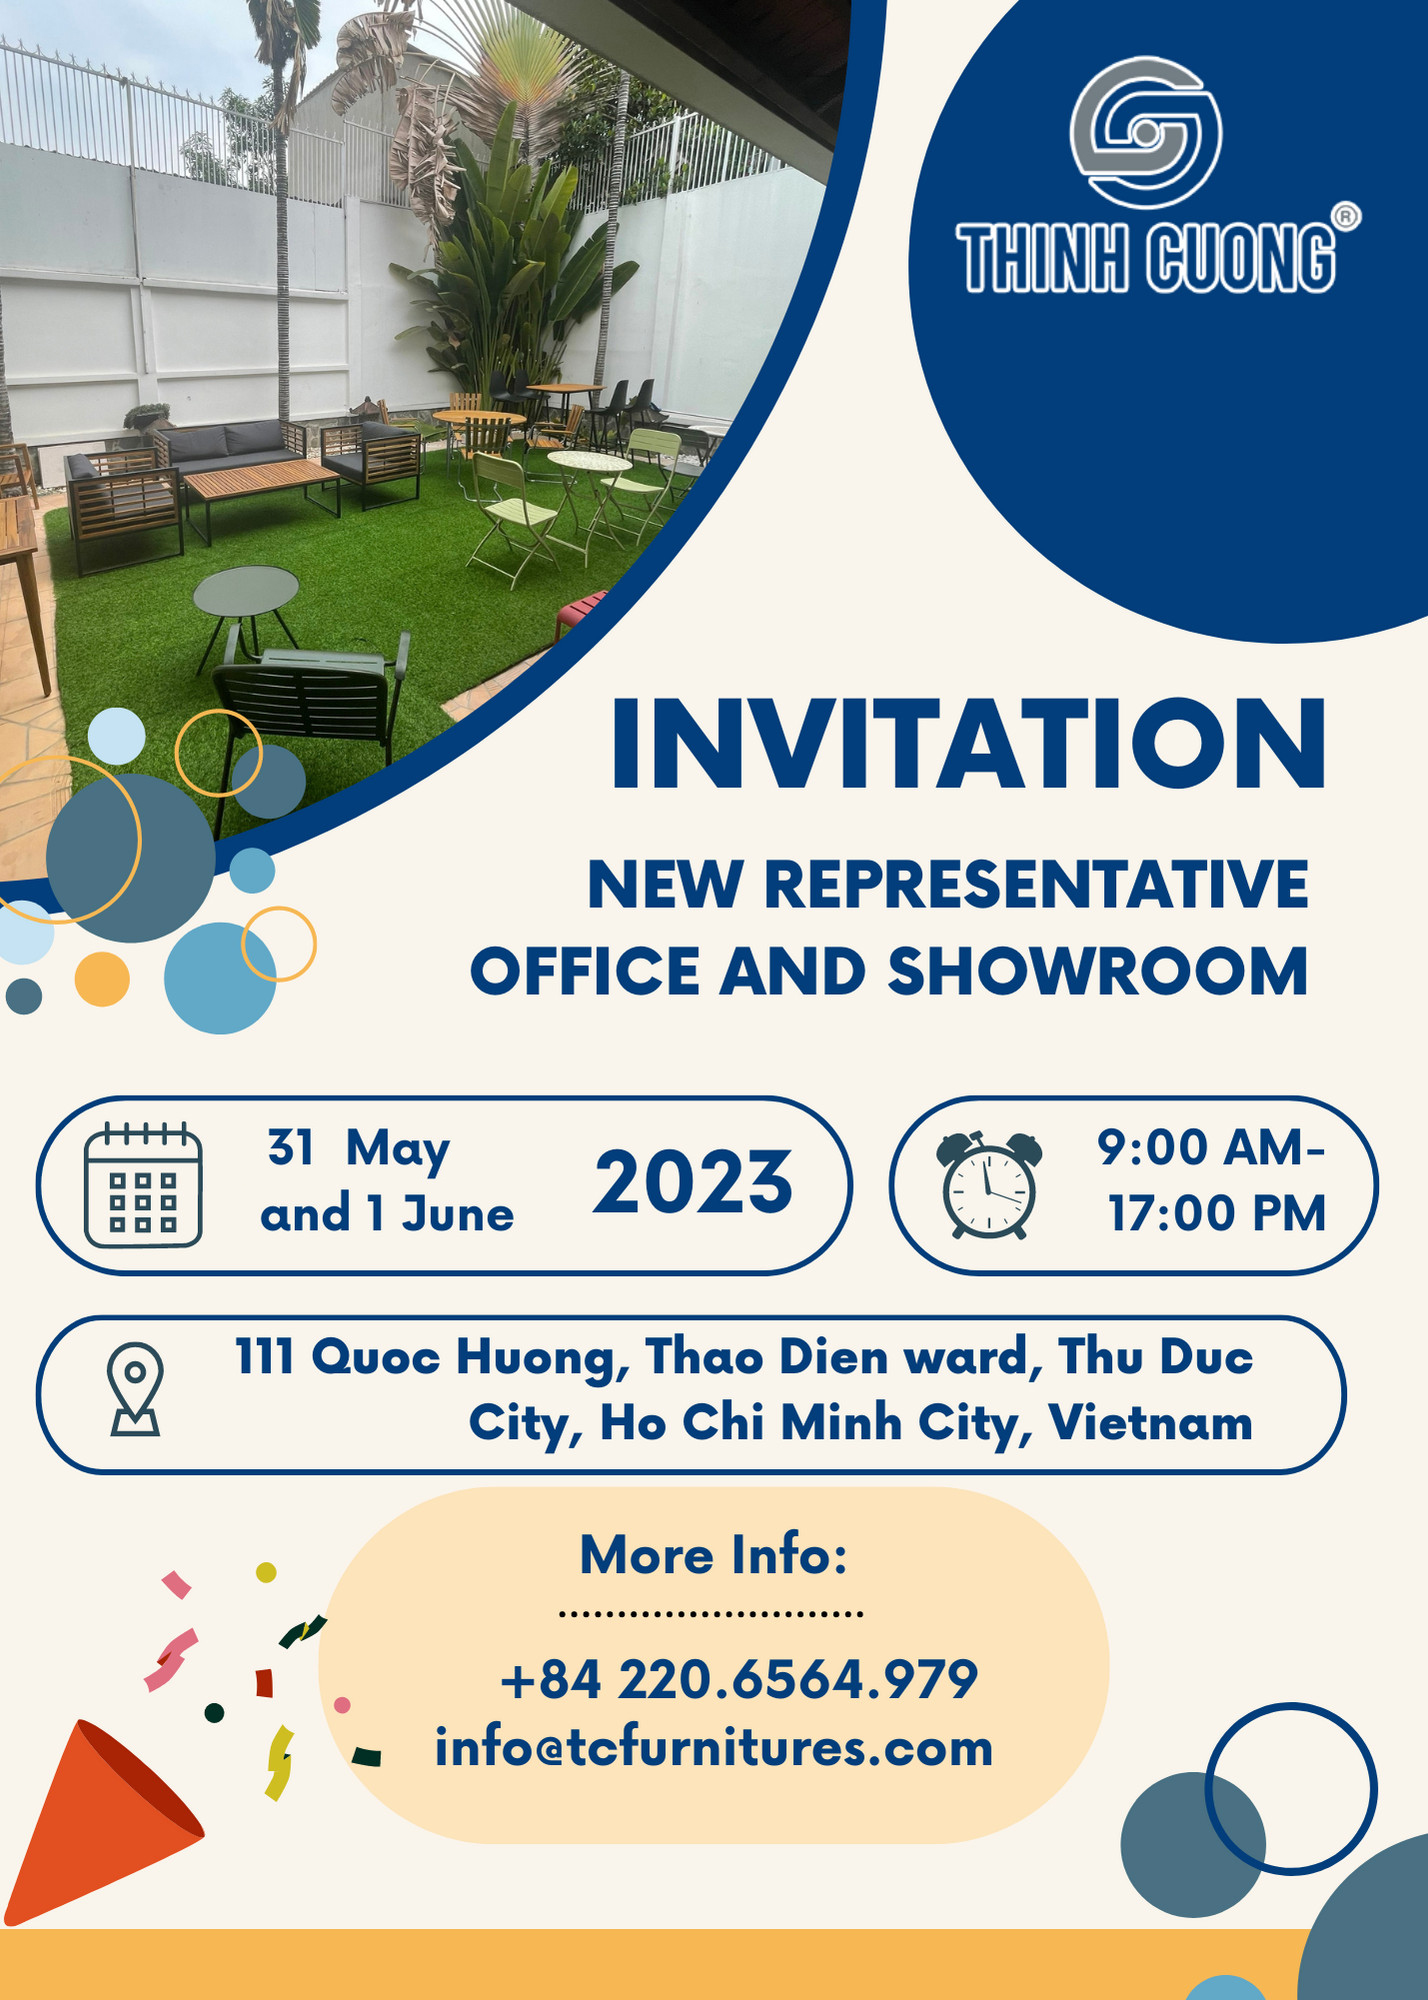 THINH CUONG®
INVITATION
NEW REPRESENTATIVE
OFFICE AND SHOWROOM
31 May
and 1 June
2023
9:00 AM-
17:00 PM
111 Quoc Huong, Thao Dien ward, Thu Duc
City, Ho Chi Minh City, Vietnam
More Info:
+84 220.6564.979
info@tcfurnitures.com